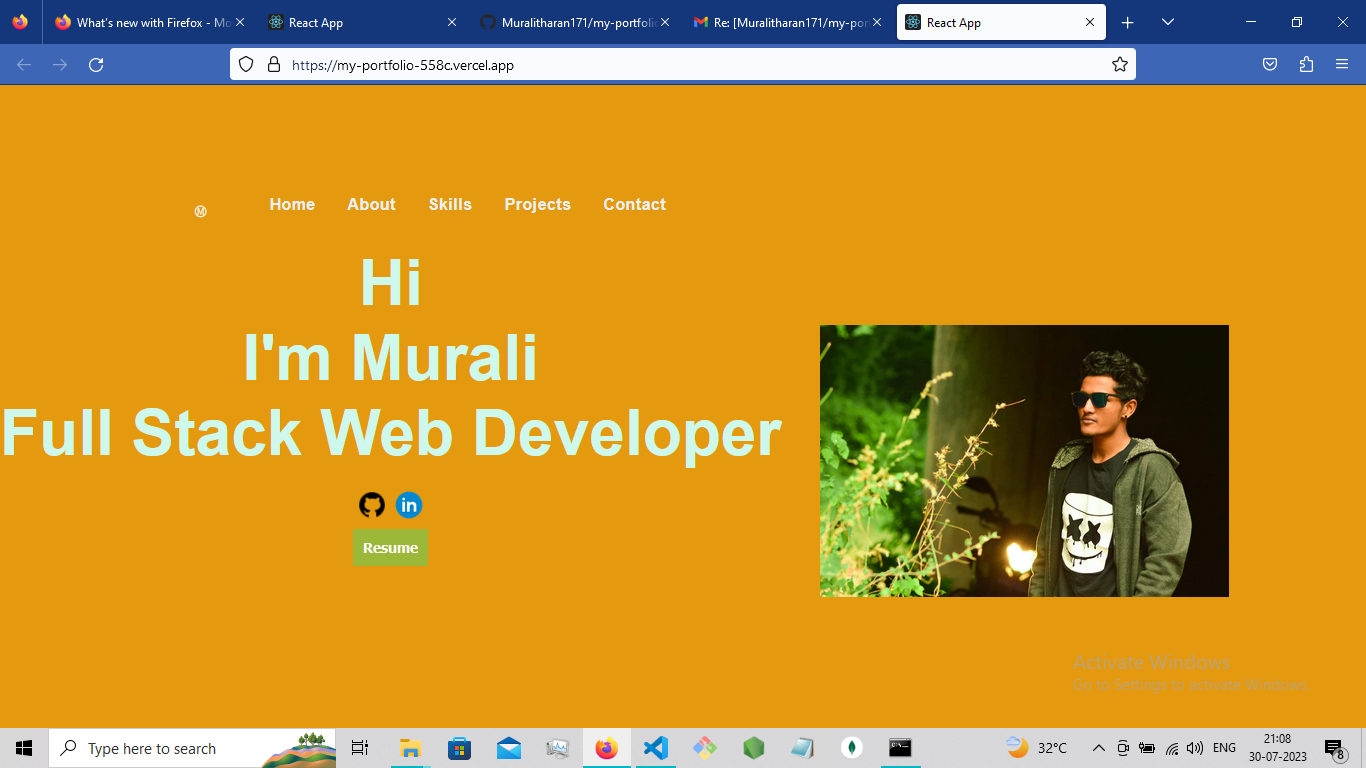 What's new with Firefox - Mo
React App
Muralitharan171/my-portfolio
Re: [Muralitharan171/my-por
React App
https://my-portfolio-558c.vercel.app
Ⓜ Home About Skills Projects Contact
Hi
I'm Murali
Full Stack Web Developer
in
Resume
Activate Windows
Go to Settings to activate Windows.
Type here to search
32°C
ENG
21:08
30-07-2023
8